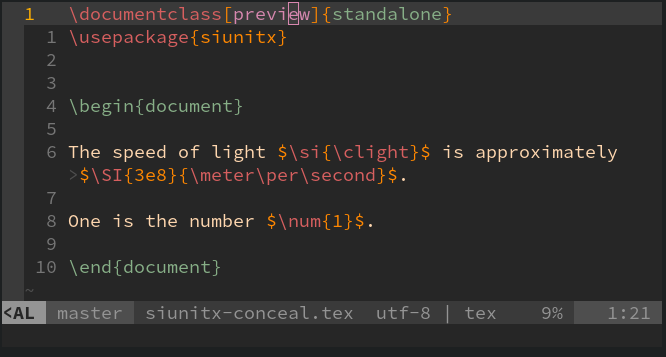 1 \documentclass[preview]{standalone}
1 \usepackage{siunitx}
2
3
4 \begin{document}
5
6 The speed of light $\si{\clight}$ is approximately
>$\SI{3e8}{\meter\per\second}$.
7
8 One is the number $\num{1}$.
9
10 \end{document}
~
<AL master siunitx-conceal.tex utf-8 | tex 9% 1:21